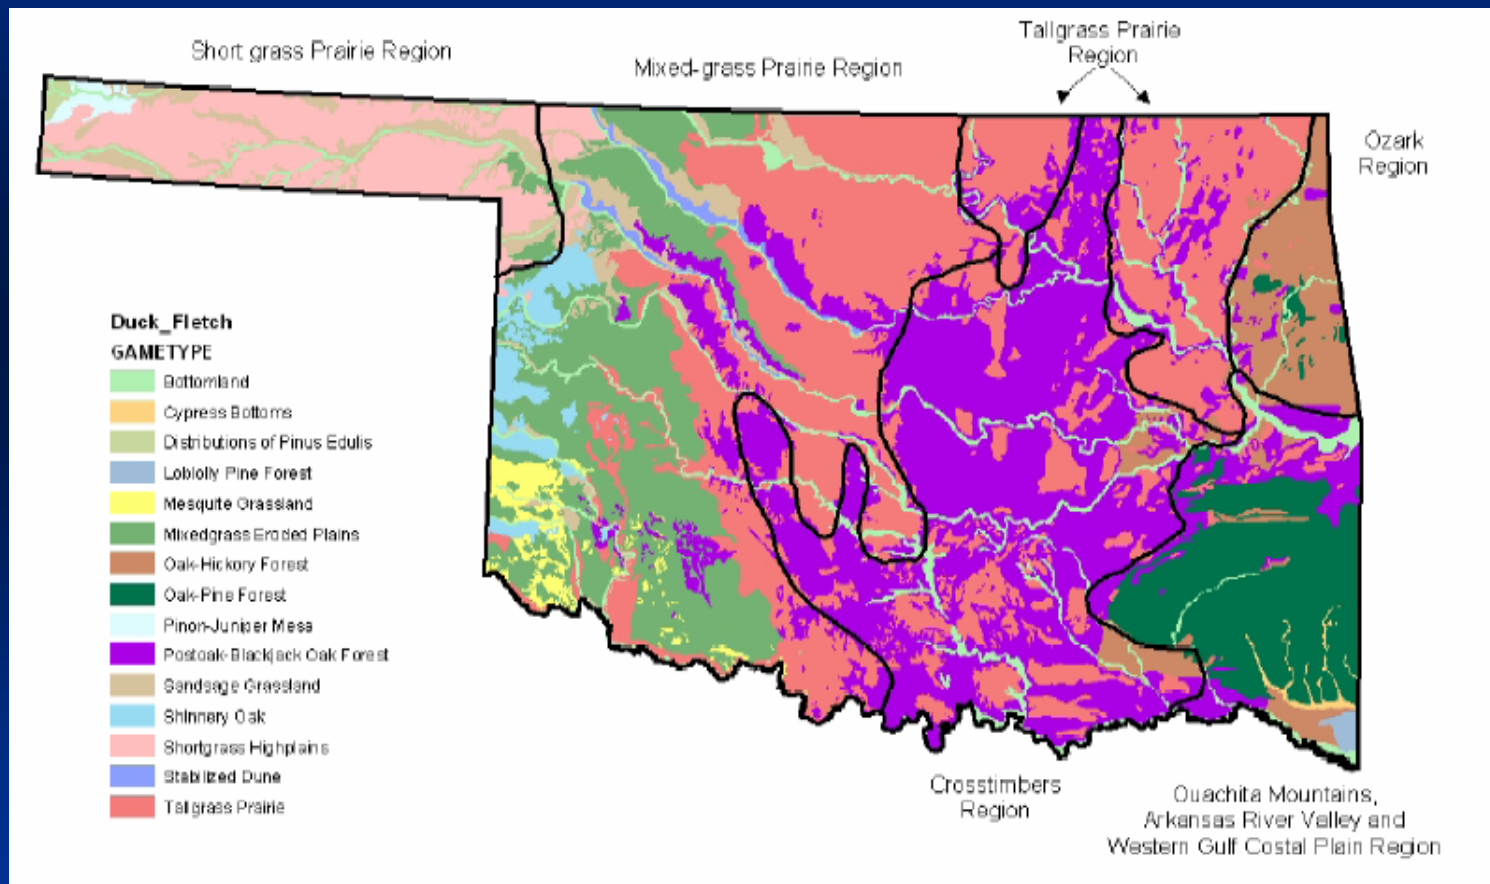 Short grass Prairie Region
Mixed-grass Prairie Region
Tallgrass Prairie
Region
Ozark
Region
Duck_Fletch
GAMETYPE
Bottomland
Cypress Bottoms
Distributions of Pinus Edulis
Loblolly Pine Forest
Mesquite Grassland
Mixedgrass Eroded Plains
Oak-Hickory Forest
Oak-Pine Forest
Pinon-Juniper Mesa
Postoak-Blackjack Oak Forest
Sandsage Grassland
Shinnery Oak
Shortgrass Highplains
Stabilized Dune
Tallgrass Prairie
Crosstimbers
Region
Ouachita Mountains,
Arkansas River Valley and
Western Gulf Costal Plain Region